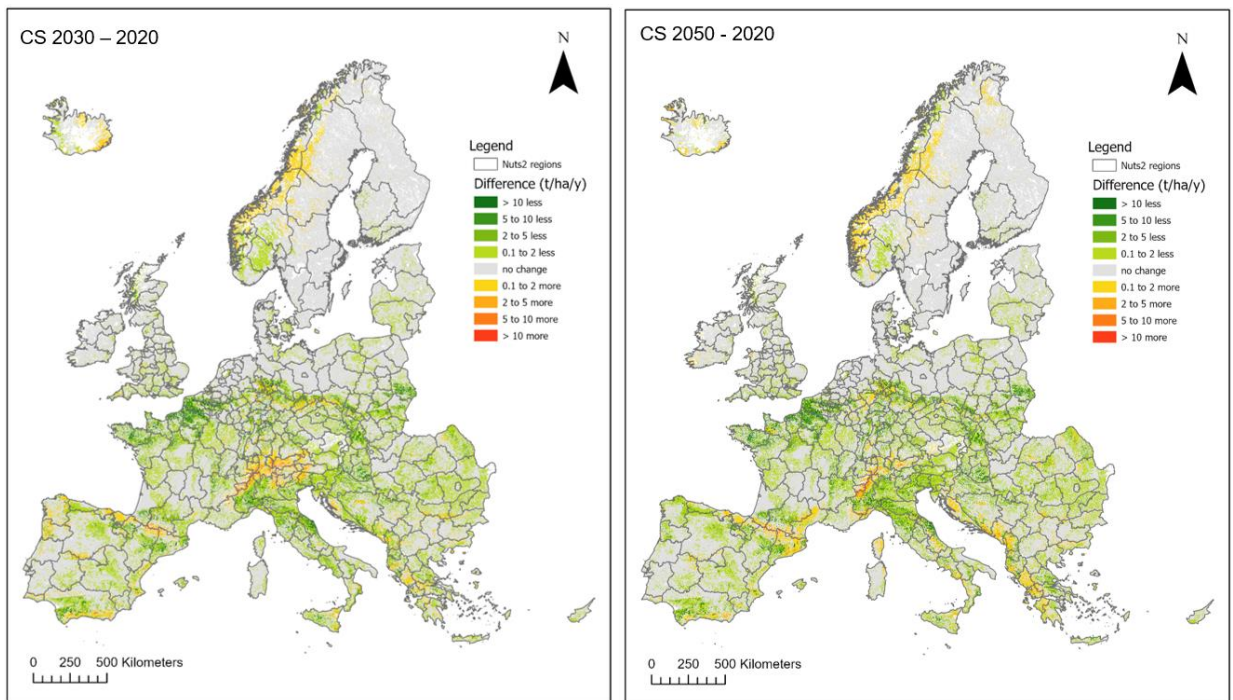 CS 2030 – 2020
N
Legend
Nuts2 regions
Difference (t/ha/y)
> 10 less
5 to 10 less
2 to 5 less
0.1 to 2 less
no change
0.1 to 2 more
2 to 5 more
5 to 10 more
> 10 more
0 250 500 Kilometers
CS 2050 - 2020
N
Legend
Nuts2 regions
Difference (t/ha/y)
> 10 less
5 to 10 less
2 to 5 less
0.1 to 2 less
no change
0.1 to 2 more
2 to 5 more
5 to 10 more
> 10 more
0 250 500 Kilometers